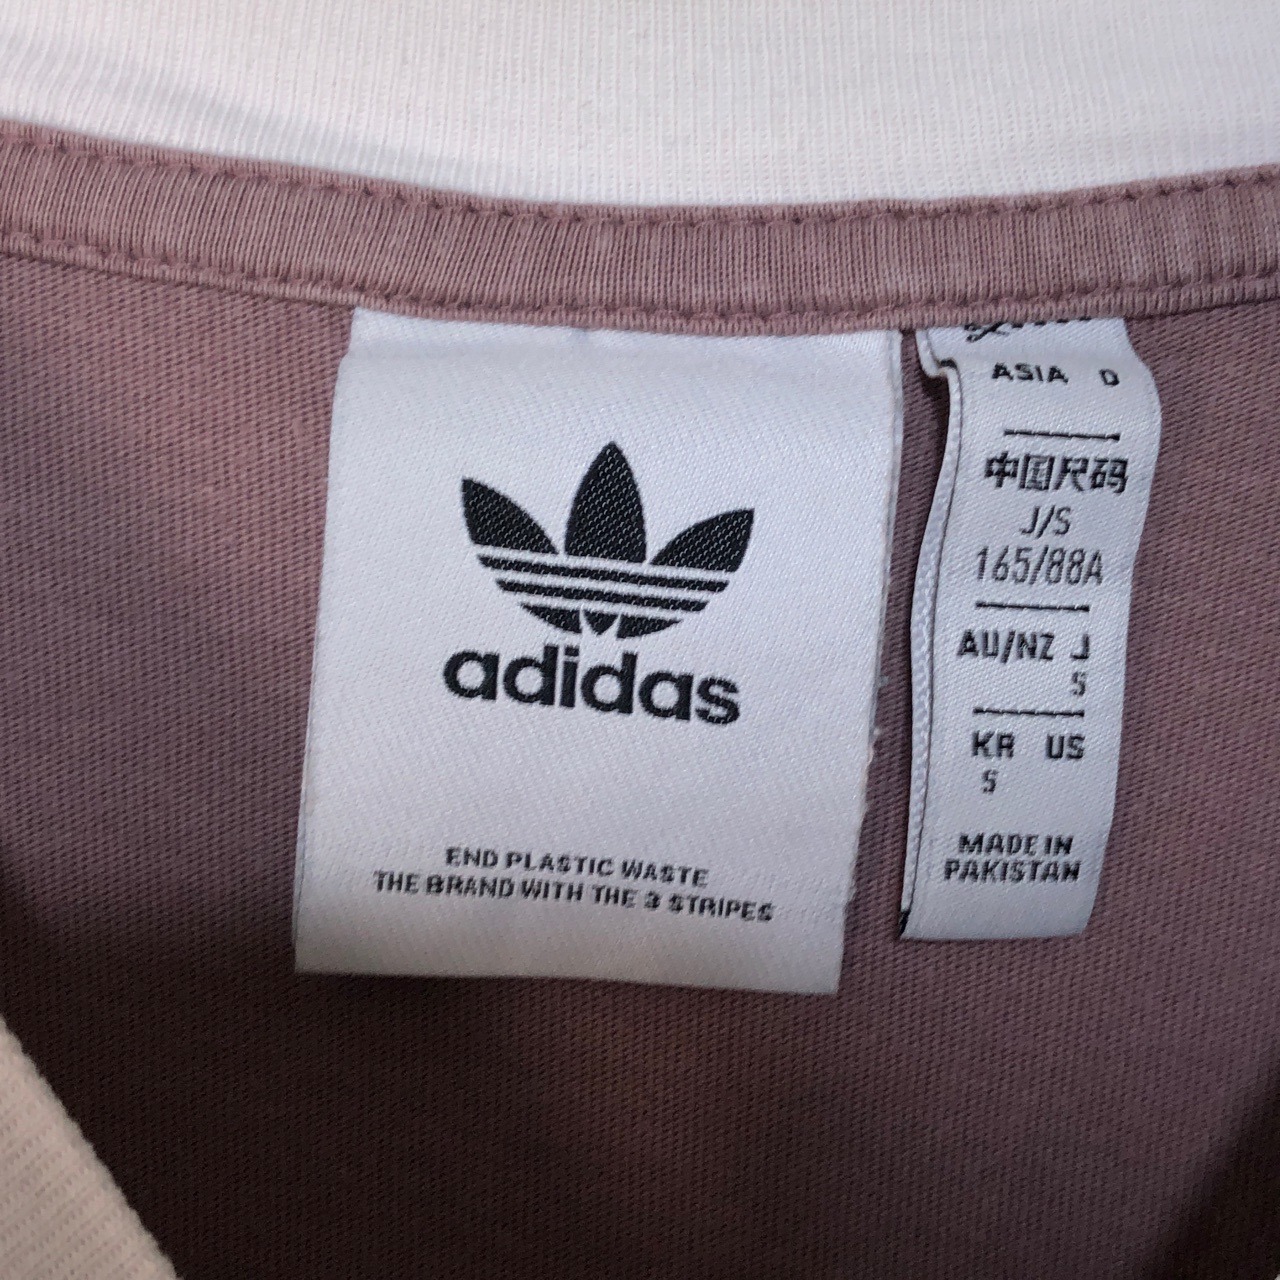 adidas
END PLASTIC WASTE
THE BRAND WITH THE 3 STRIPES
ASIA D
中国尺码
J/S
165/88A
AU/NZ J
S
KR US
S
MADE IN
PAKISTAN